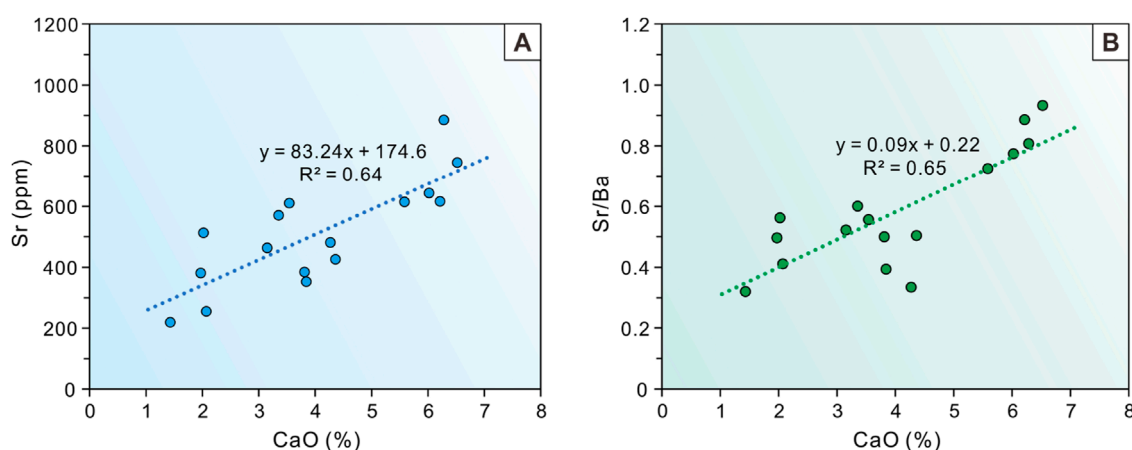 A
1200
1000
800
600
400
200
0
Sr (ppm)
y = 83.24x + 174.6
R² = 0.64
0 1 2 3 4 5 6 7 8
CaO (%)
B
1.2
1.0
0.8
0.6
0.4
0.2
0
Sr/Ba
y = 0.09x + 0.22
R² = 0.65
0 1 2 3 4 5 6 7 8
CaO (%)